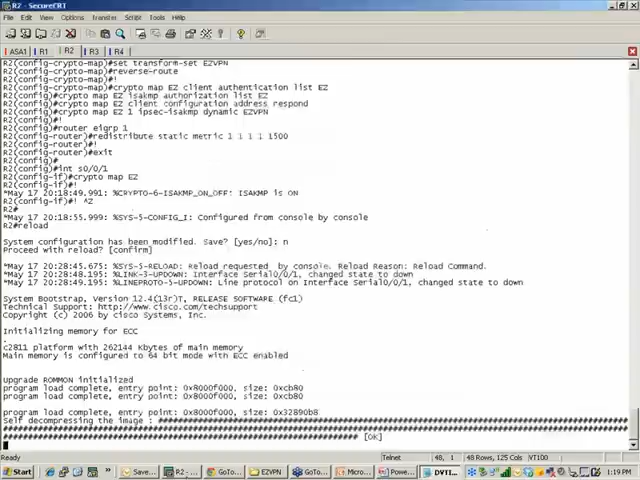 R2 - SecureCRT
File Edit View Options Transfer Script Tools Help
ASA1 R1 R2 R3 R4
R2(config-crypto-map)#set transform-set EZVPN
R2(config-crypto-map)#reverse-route
R2(config-crypto-map)#!
R2(config-crypto-map)#crypto map EZ client authentication list EZ
R2(config)#crypto map EZ isakmp authorization list EZ
R2(config)#crypto map EZ client configuration address respond
R2(config)#crypto map EZ 1 ipsec-isakmp dynamic EZVPN
R2(config)#!
R2(config)#router eigrp 1
R2(config-router)#redistribute static metric 1 1 1 1 1500
R2(config-router)#!
R2(config-router)#exit
R2(config)#
R2(config)#int s0/0/1
R2(config-if)#crypto map EZ
R2(config-if)#!
*May 17 20:18:49.991: %CRYPTO-6-ISAKMP_ON_OFF: ISAKMP is ON
R2(config-if)#! ^Z
R2#
*May 17 20:18:55.999: %SYS-5-CONFIG_I: Configured from console by console
R2#reload
System configuration has been modified. Save? [yes/no]: n
Proceed with reload? [confirm]
*May 17 20:28:45.675: %SYS-5-RELOAD: Reload requested by console. Reload Reason: Reload Command.
*May 17 20:28:48.195: %LINK-3-UPDOWN: Interface Serial0/0/1, changed state to down
*May 17 20:28:49.195: %LINEPROTO-5-UPDOWN: Line protocol on Interface Serial0/0/1, changed state to down
System Bootstrap, Version 12.4(13r)T, RELEASE SOFTWARE (fc1)
Technical Support: http://www.cisco.com/techsupport
Copyright (c) 2006 by cisco Systems, Inc.
Initializing memory for ECC
.
c2811 platform with 262144 Kbytes of main memory
Main memory is configured to 64 bit mode with ECC enabled
Upgrade ROMMON initialized
program load complete, entry point: 0x8000f000, size: 0xcb80
program load complete, entry point: 0x8000f000, size: 0xcb80
program load complete, entry point: 0x8000f000, size: 0x32890b8
Self decompressing the image :
[OK]
Ready Telnet 48, 1 48 Rows, 125 Cols VT100
Start Save... R2 - ... GoTo... EZVPN GoTo... Micro... Powe... DVTI... 1:19 PM